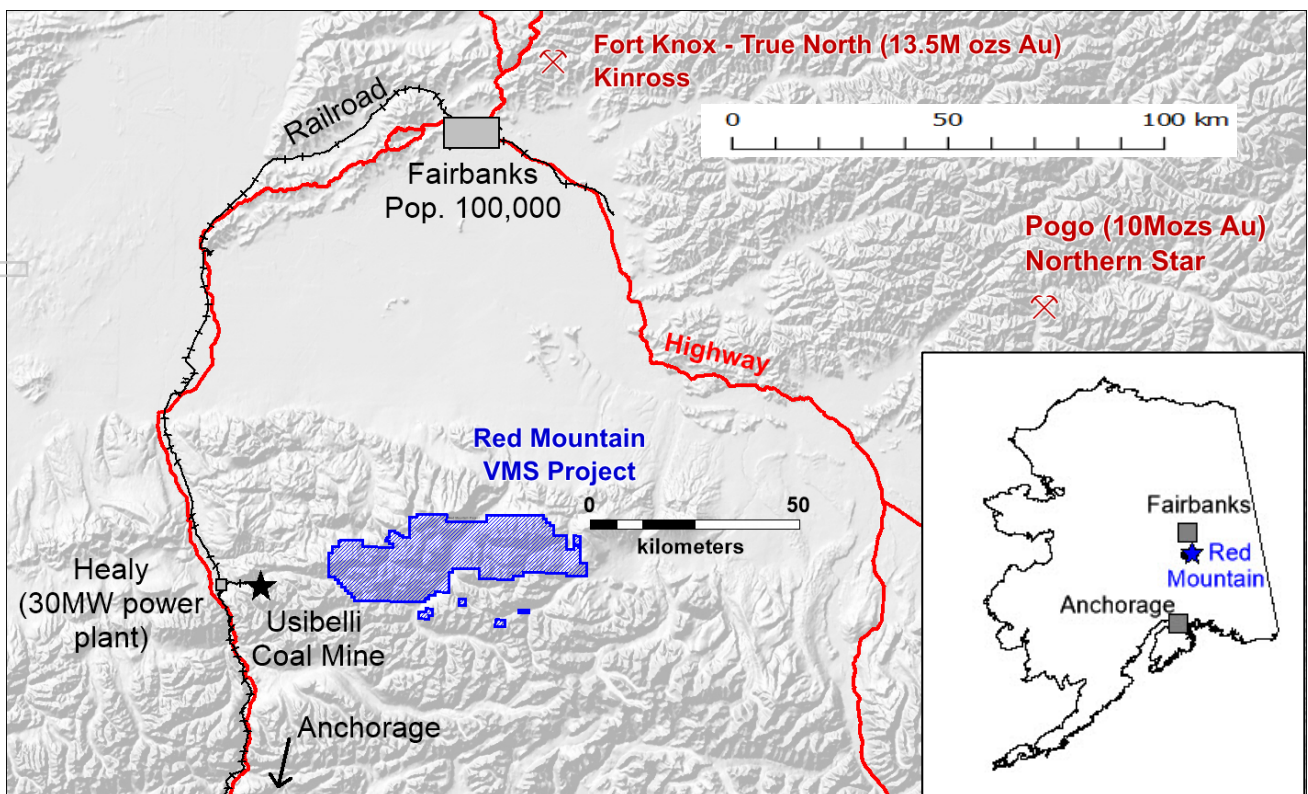 Fort Knox - True North (13.5M ozs Au)
Kinross
Railroad
0 50 100 km
Fairbanks
Pop. 100,000
Pogo (10Mozs Au)
Northern Star
Highway
Red Mountain
VMS Project
0 50
kilometers
Healy
(30MW power
plant)
Usibelli
Coal Mine
Anchorage
Fairbanks
Red
Mountain
Anchorage